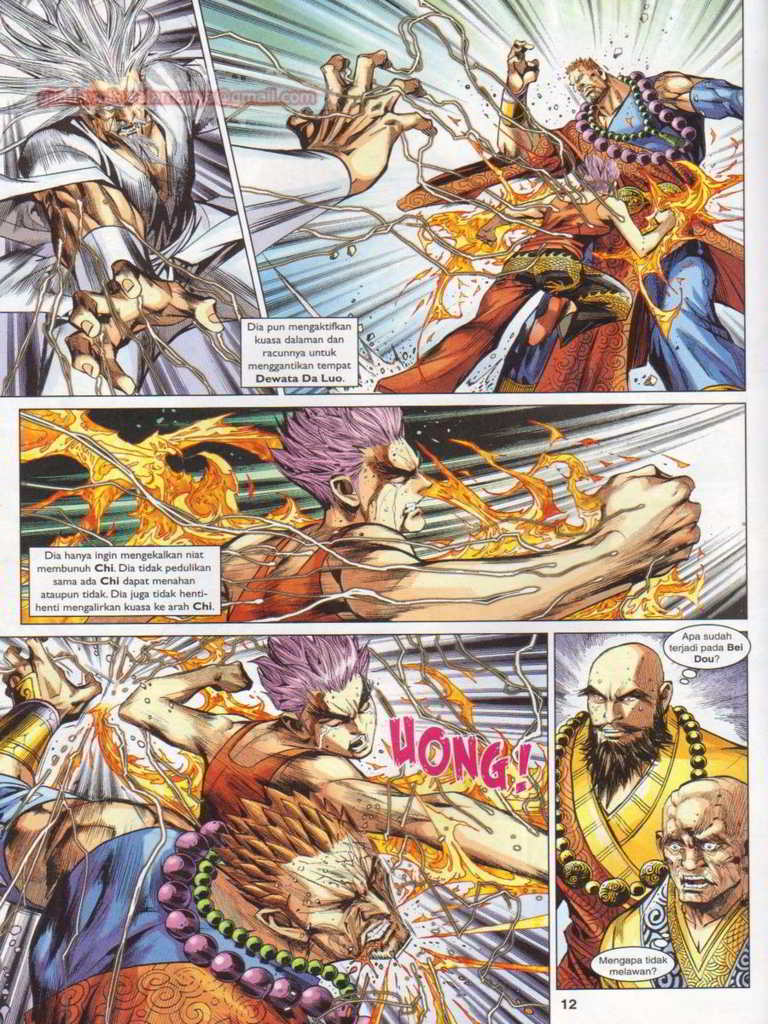 Dia pun mengaktifkan
kuasa dalaman dan
racunnya untuk
menggantikan tempat
Dewata Da Luo.
Dia hanya ingin mengekalkan niat
membunuh Chi. Dia tidak pedulikan
sama ada Chi dapat menahan
ataupun tidak. Dia juga tidak henti-
henti mengalirkan kuasa ke arah Chi.
UONG!
Apa sudah
terjadi pada Bei
Dou?
Mengapa tidak
melawan?
12